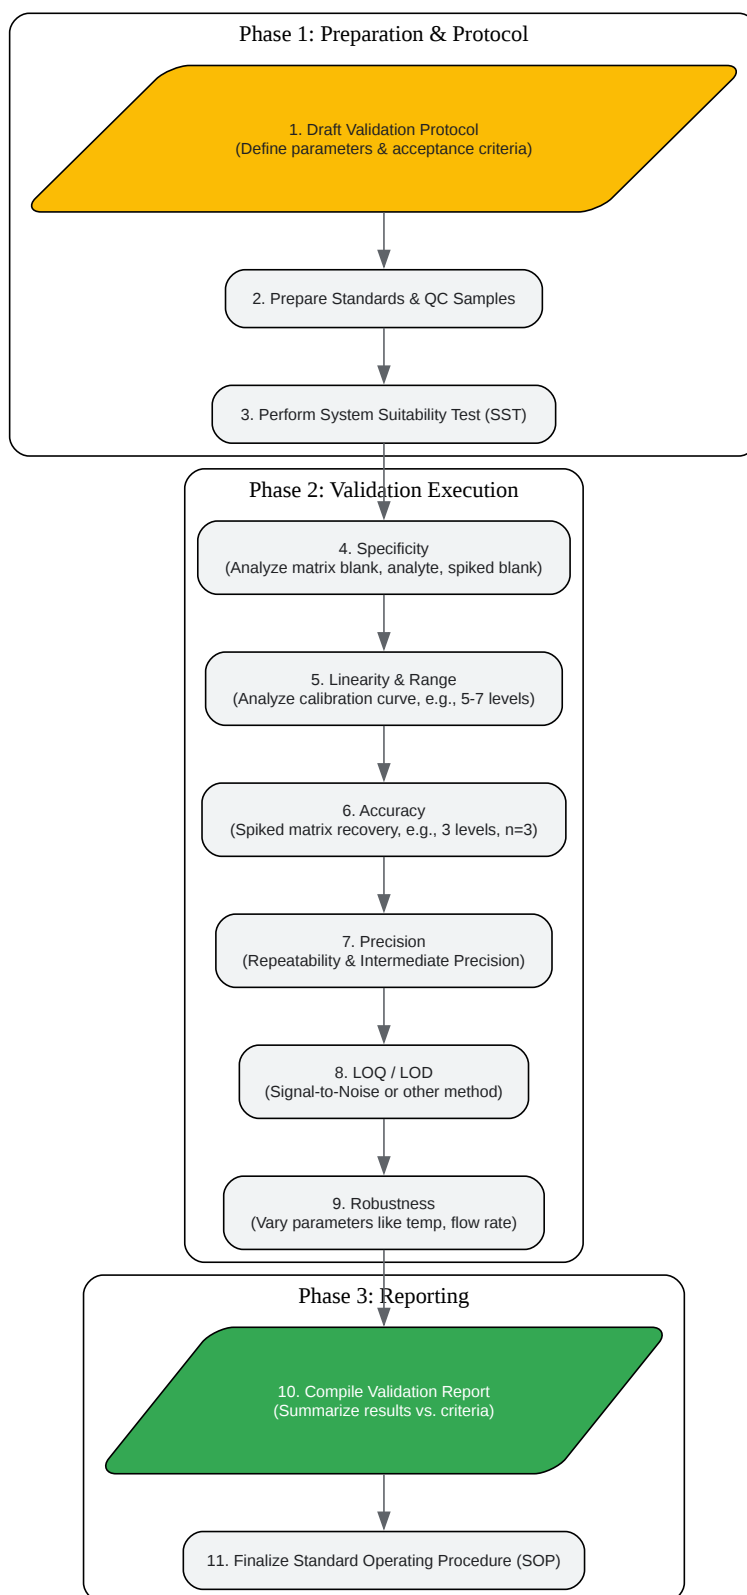 Phase 1: Preparation & Protocol
1. Draft Validation Protocol
(Define parameters & acceptance criteria)
2. Prepare Standards & QC Samples
3. Perform System Suitability Test (SST)
Phase 2: Validation Execution
4. Specificity
(Analyze matrix blank, analyte, spiked blank)
5. Linearity & Range
(Analyze calibration curve, e.g., 5-7 levels)
6. Accuracy
(Spiked matrix recovery, e.g., 3 levels, n=3)
7. Precision
(Repeatability & Intermediate Precision)
8. LOQ / LOD
(Signal-to-Noise or other method)
9. Robustness
(Vary parameters like temp, flow rate)
Phase 3: Reporting
10. Compile Validation Report
(Summarize results vs. criteria)
11. Finalize Standard Operating Procedure (SOP)